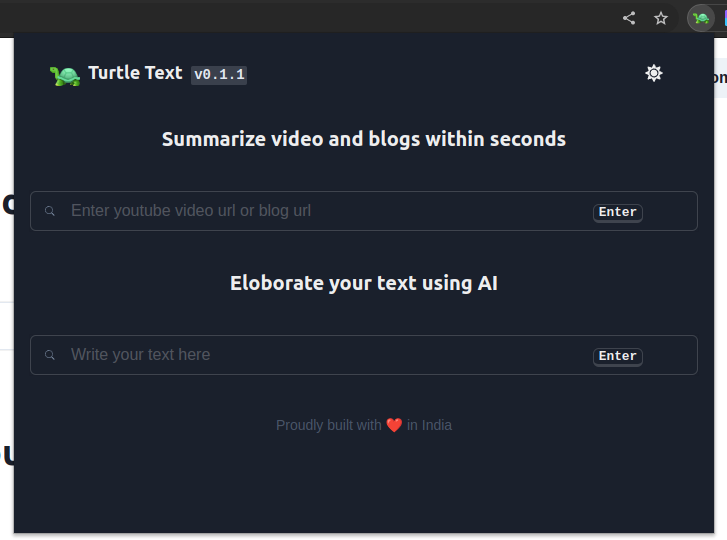 Turtle Text v0.1.1
Summarize video and blogs within seconds
Enter youtube video url or blog url Enter
Eloborate your text using AI
Write your text here Enter
Proudly built with ❤️ in India